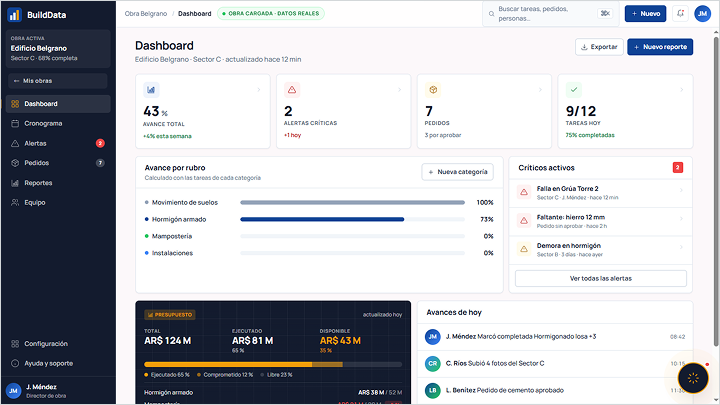 BuildData
Obra Belgrano / Dashboard
OBRA CARGADA · DATOS REALES
Buscar tareas, pedidos, personas..
⌘K
+ Nuevo
JM
OBRA ACTIVA
Edificio Belgrano
Sector C · 68% completa
← Mis obras
Dashboard
Cronograma
Alertas 2
Pedidos 7
Reportes
Equipo
Configuración
Ayuda y soporte
JM
J. Méndez
Director de obra
Dashboard
Edificio Belgrano · Sector C · actualizado hace 12 min
Exportar
+ Nuevo reporte
43 %
AVANCE TOTAL
+4% esta semana
2
ALERTAS CRÍTICAS
+1 hoy
7
PEDIDOS
3 por aprobar
9/12
TAREAS HOY
75% completadas
Avance por rubro
Calculado con las tareas de cada categoría
+ Nueva categoría
Movimiento de suelos 100%
Hormigón armado 73%
Mampostería 0%
Instalaciones 0%
Críticos activos 2
Falla en Grúa Torre 2
Sector C · J. Méndez · hace 12 min
Faltante: hierro 12 mm
Pedido sin aprobar · hace 2 h
Demora en hormigón
Sector B · 3 días · hace ayer
Ver todas las alertas
PRESUPUESTO
actualizado hoy
TOTAL
AR$ 124 M
EJECUTADO
AR$ 81 M
65 %
DISPONIBLE
AR$ 43 M
35 %
Ejecutado 65 % Comprometido 12 % Libre 23 %
Hormigón armado AR$ 38 M / 52 M
Mampostería
Avances de hoy
JM J. Méndez Marcó completada Hormigonado losa +3 08:42
CR C. Ríos Subió 4 fotos del Sector C
LB L. Benítez Pedido de cemento aprobado